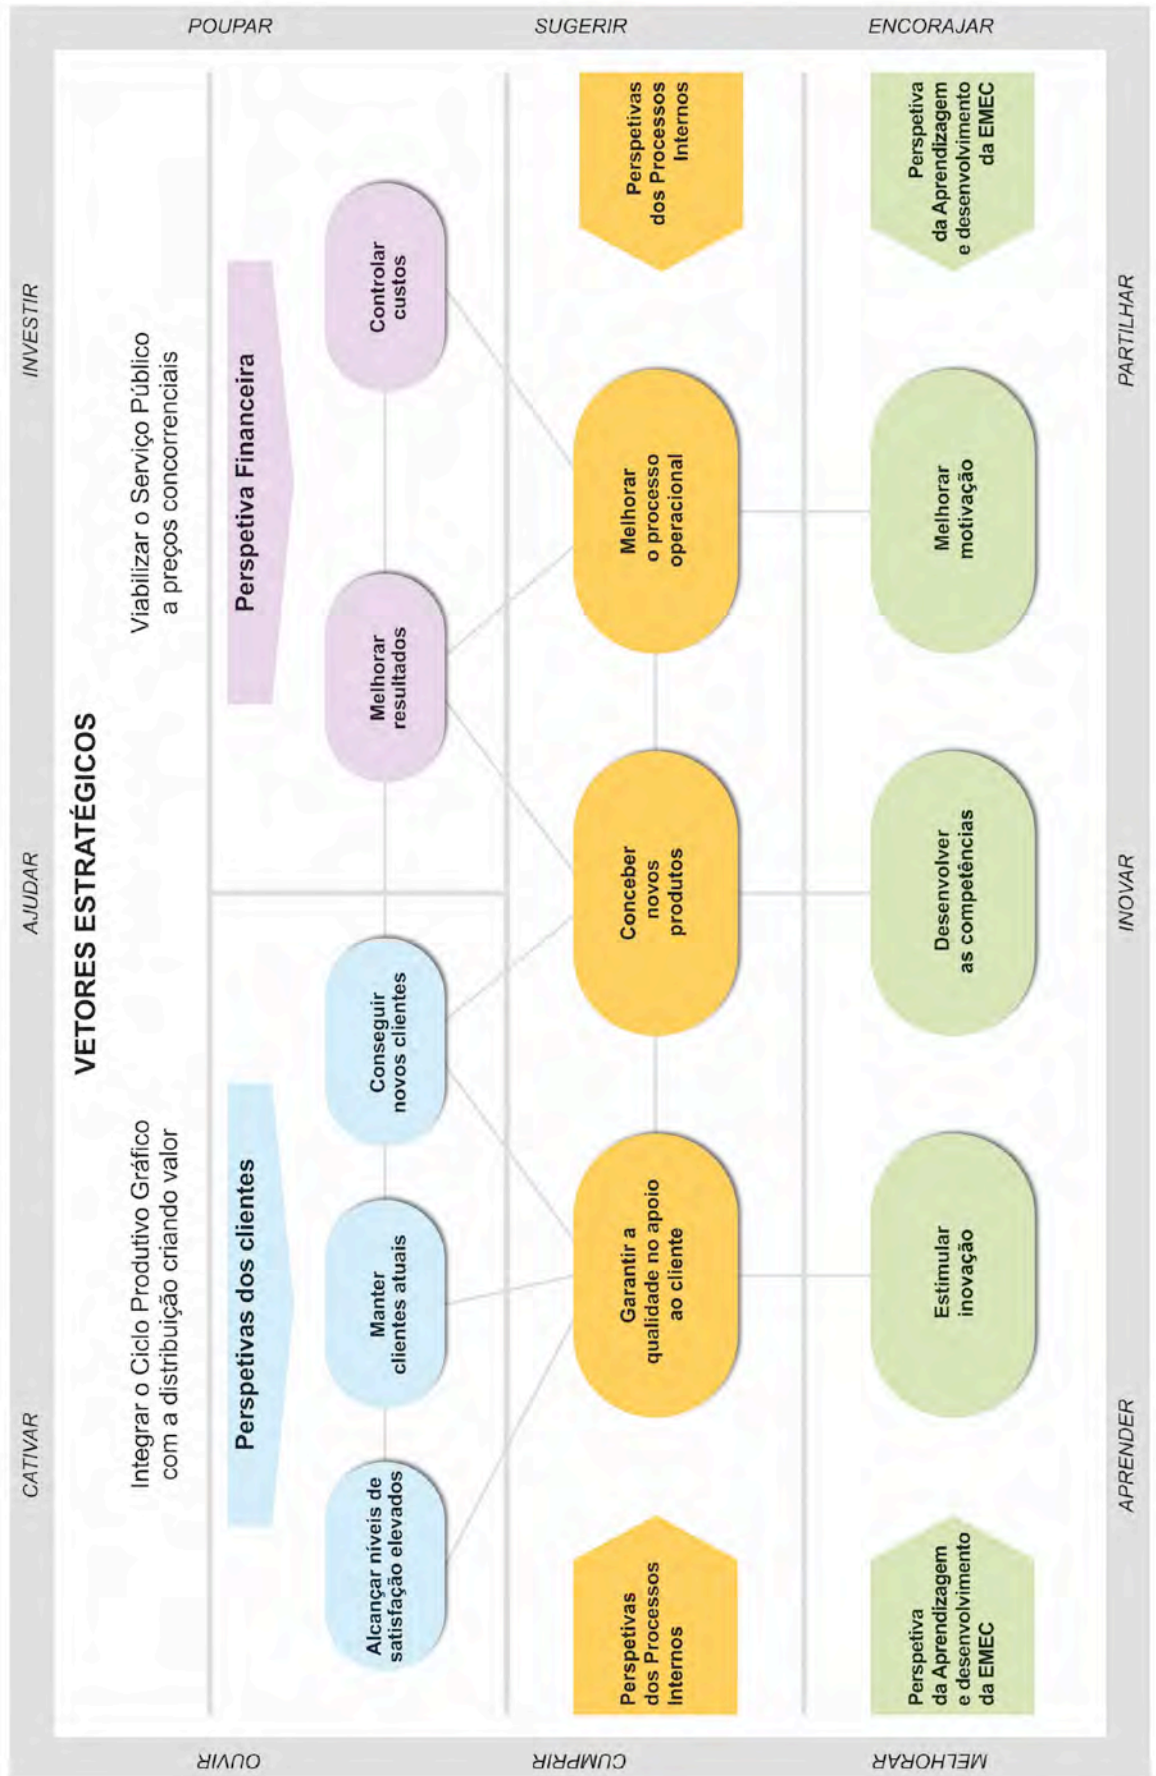 CATIVAR
AJUDAR
INVESTIR
VETORES ESTRATÉGICOS
Integrar o Ciclo Produtivo Gráfico
com a distribuição criando valor
Viabilizar o Serviço Público
a preços concorrenciais
OUVIR
POUPAR
Perspetivas dos clientes
Perspetiva Financeira
Alcançar níveis de
satisfação elevados
Manter
clientes atuais
Conseguir
novos clientes
Melhorar
resultados
Controlar
custos
CUMPRIR
SUGERIR
Perspetivas
dos Processos
Internos
Garantir a
qualidade no apoio
ao cliente
Conceber
novos
produtos
Melhorar
o processo
operacional
Perspetivas
dos Processos
Internos
MELHORAR
ENCORAJAR
Perspetiva
da Aprendizagem
e desenvolvimento
da EMEC
Estimular
inovação
Desenvolver
as competências
Melhorar
motivação
Perspetiva
da Aprendizagem
e desenvolvimento
da EMEC
APRENDER
INOVAR
PARTILHAR